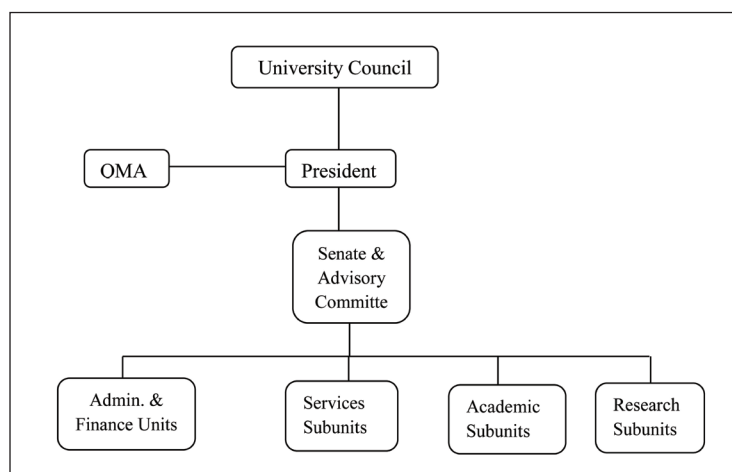 University Council
OMA
President
Senate &
Advisory
Committe
Admin. &
Finance Units
Services
Subunits
Academic
Subunits
Research
Subunits